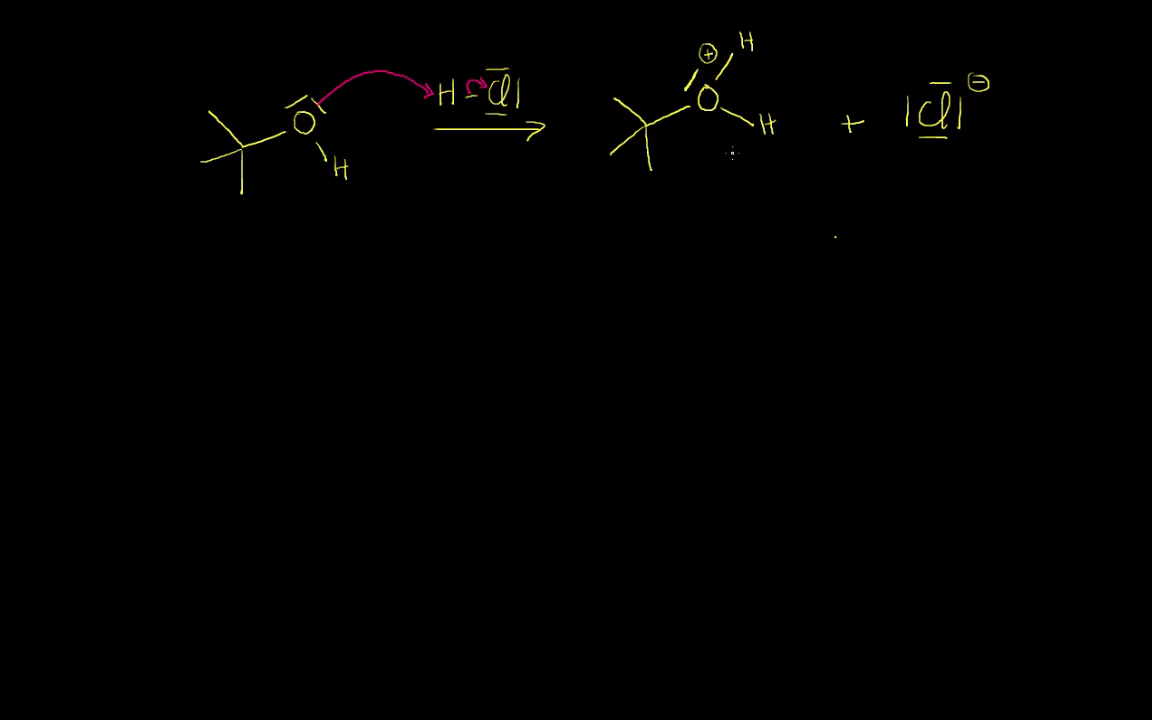 O H H-Cl → ⊕ O H H + |Cl| ⊖